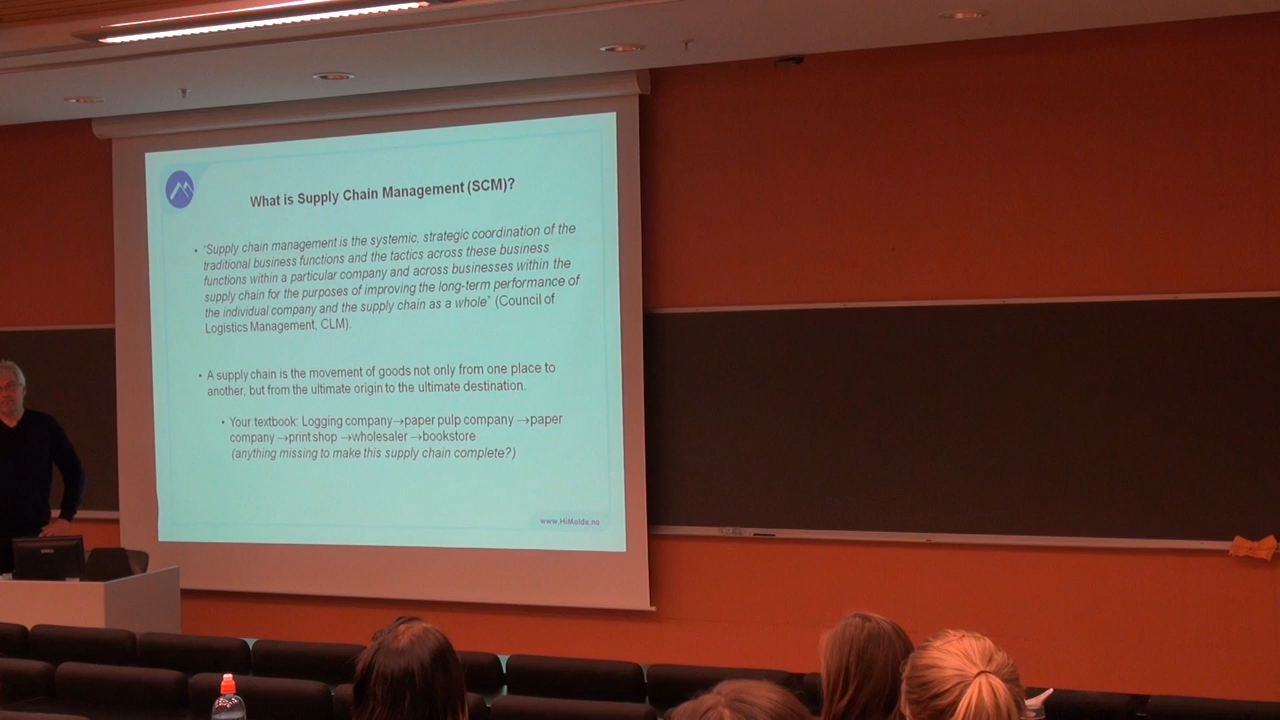 What is Supply Chain Management (SCM)?
• "Supply chain management is the systemic, strategic coordination of the
traditional business functions and the tactics across these business
functions within a particular company and across businesses within the
supply chain for the purposes of improving the long-term performance of
the individual company and the supply chain as a whole" (Council of
Logistics Management, CLM).
• A supply chain is the movement of goods not only from one place to
another, but from the ultimate origin to the ultimate destination.
• Your textbook: Logging company→paper pulp company →paper
company →print shop →wholesaler →bookstore
(anything missing to make this supply chain complete?)
www.HiMolde.no